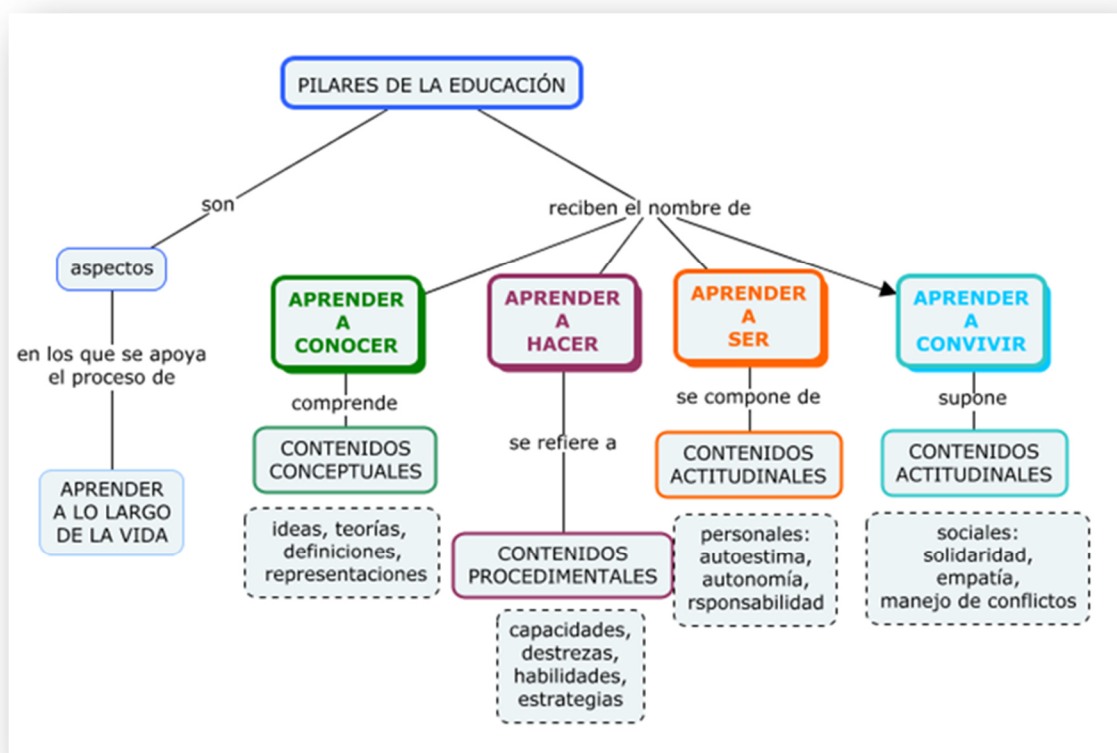 PILARES DE LA EDUCACIÓN
son
reciben el nombre de
aspectos
en los que se apoya
el proceso de
APRENDER
A LO LARGO
DE LA VIDA
APRENDER
A
CONOCER
comprende
CONTENIDOS
CONCEPTUALES
ideas, teorías,
definiciones,
representaciones
APRENDER
A
HACER
se refiere a
CONTENIDOS
PROCEDIMENTALES
capacidades,
destrezas,
habilidades,
estrategias
APRENDER
A
SER
se compone de
CONTENIDOS
ACTITUDINALES
personales:
autoestima,
autonomía,
rsponsabilidad
APRENDER
A
CONVIVIR
supone
CONTENIDOS
ACTITUDINALES
sociales:
solidaridad,
empatía,
manejo de conflictos